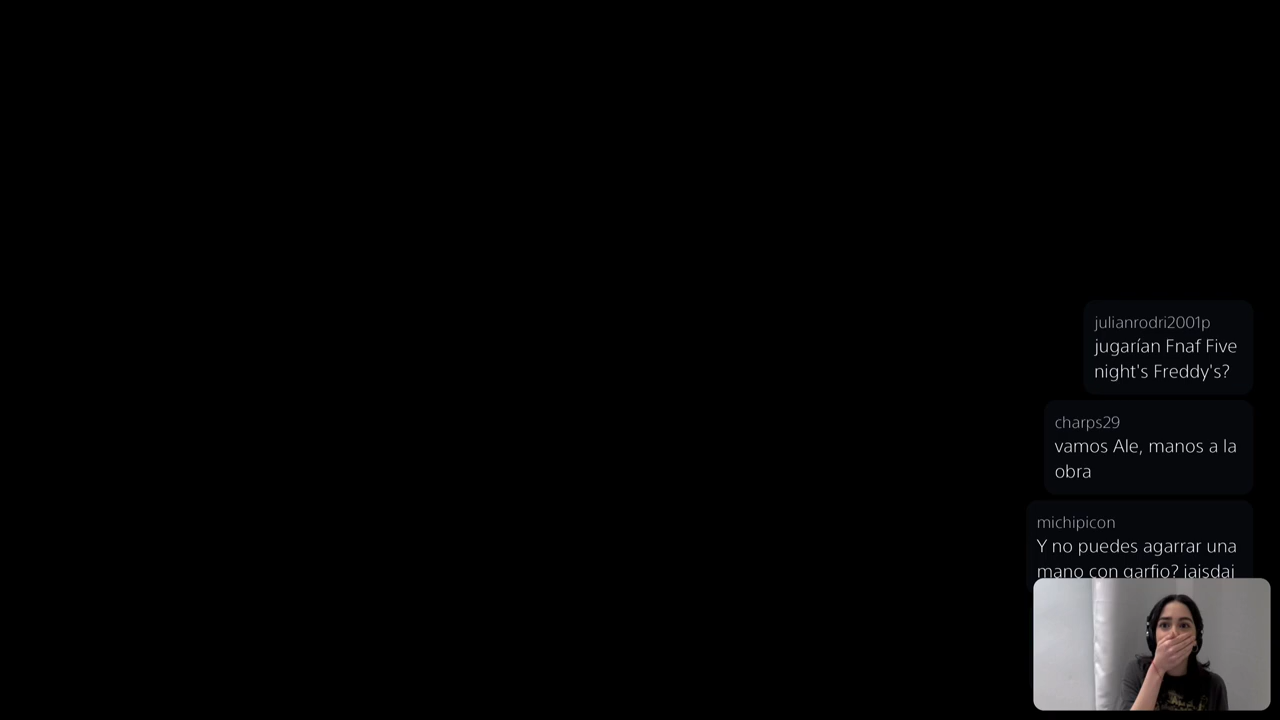 julianrodri2001p
jugarían Fnaf Five
night's Freddy's?
charps29
vamos Ale, manos a la
obra
michipicon
Y no puedes agarrar una
mano con garfio? jajsdaj